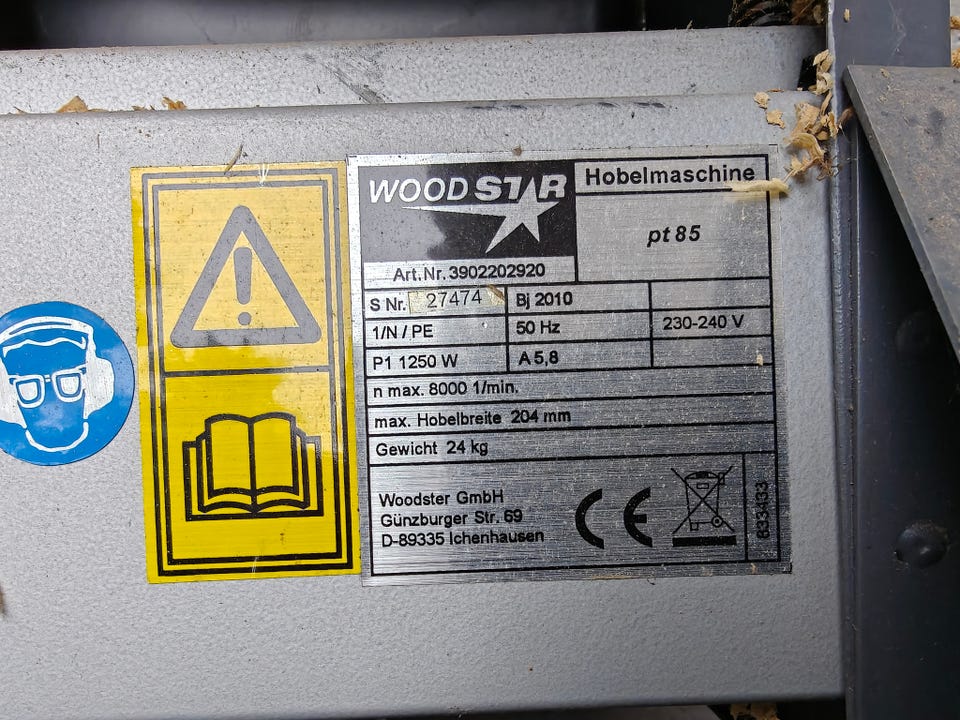 WOODSTAR
Hobelmaschine
pt 85
Art.Nr. 3902202920
S Nr. 27474 Bj 2010
1/N / PE 50 Hz 230-240 V
P1 1250 W A 5,8
n max. 8000 1/min.
max. Hobelbreite 204 mm
Gewicht 24 kg
Woodster GmbH
Günzburger Str. 69
D-89335 Ichenhausen
CE
833433